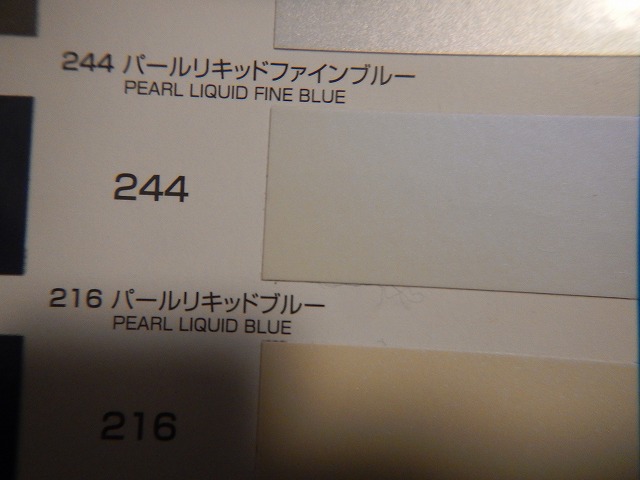 244 パールリキッドファインブルー
PEARL LIQUID FINE BLUE
244
216 パールリキッドブルー
PEARL LIQUID BLUE
216